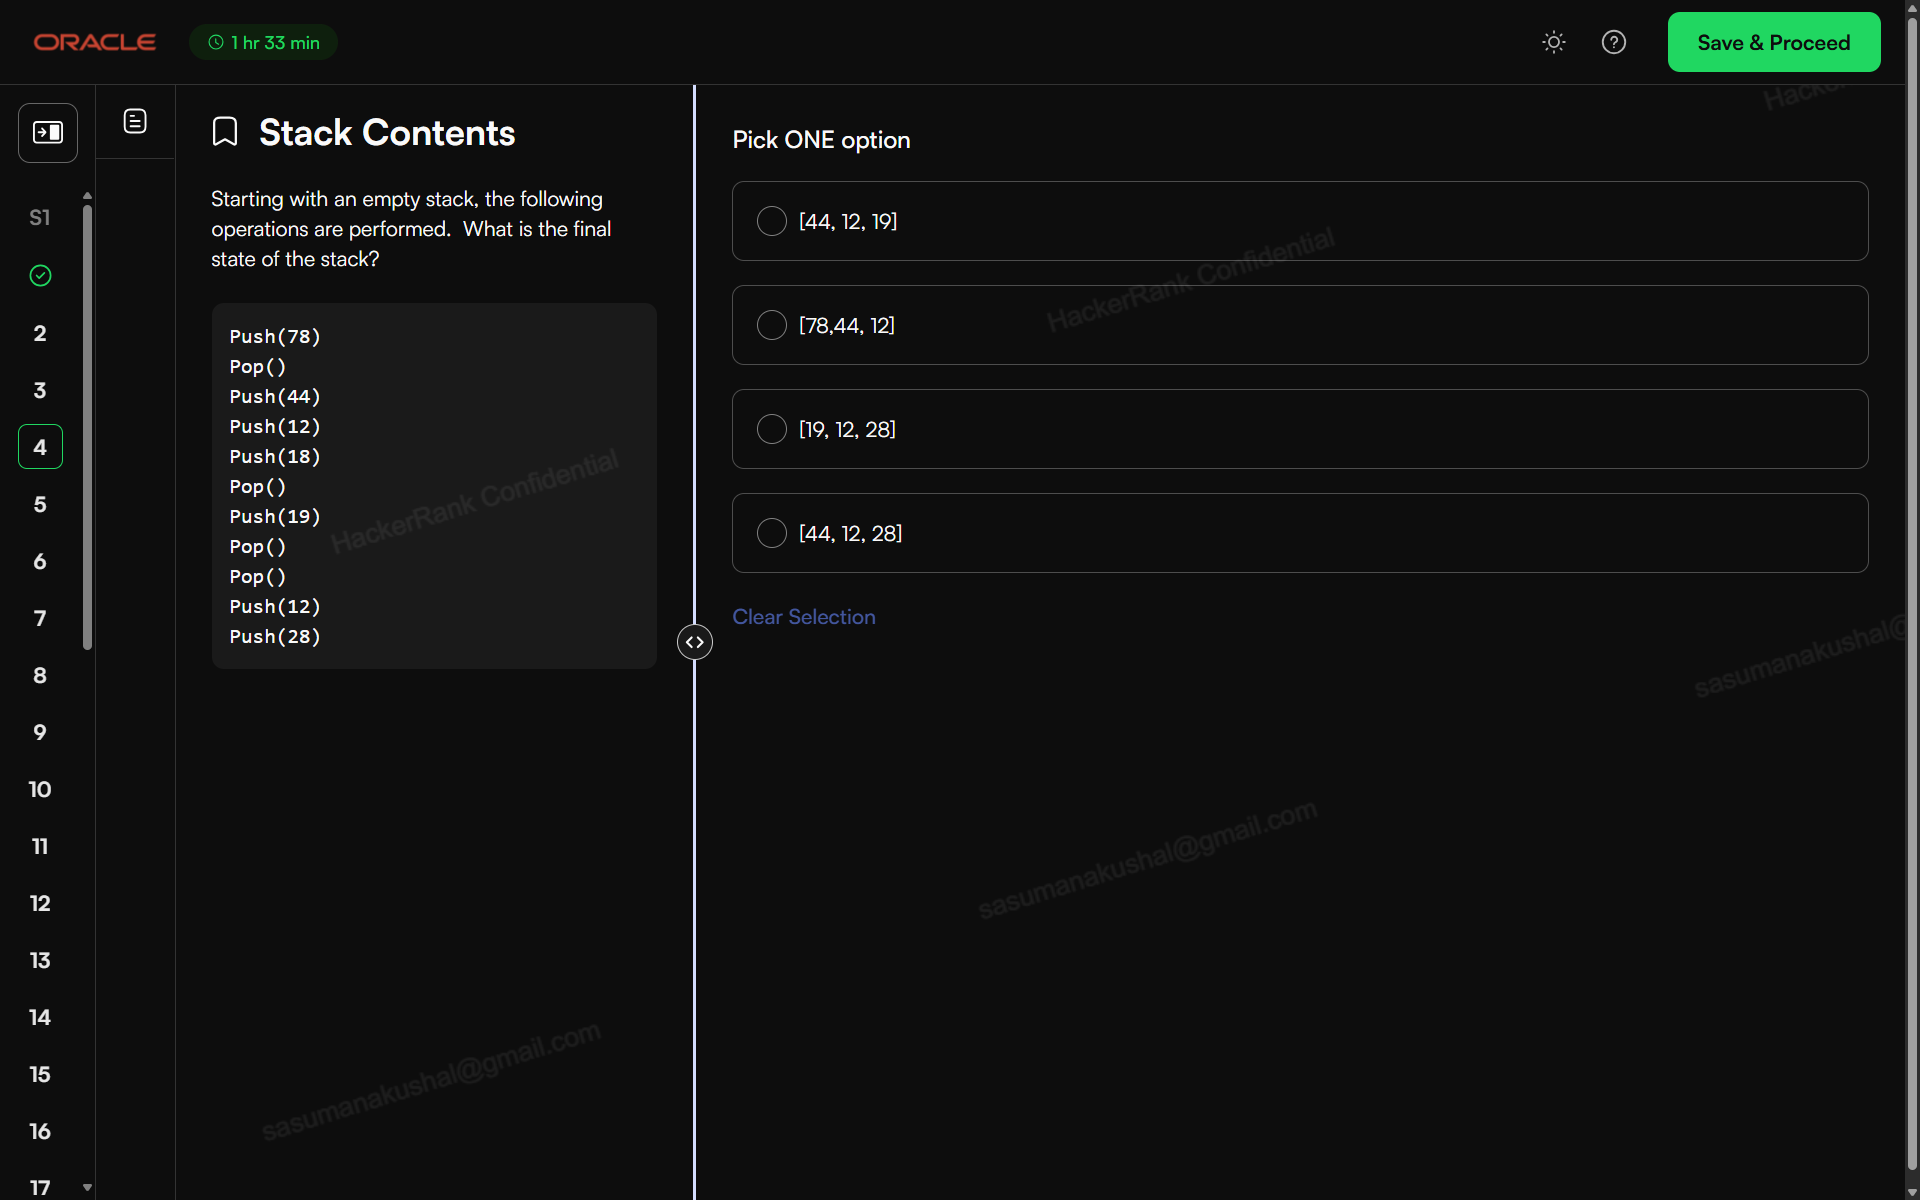 ORACLE
1 hr 33 min
Save & Proceed
S1
2
3
4
5
6
7
8
9
10
11
12
13
14
15
16
17
Stack Contents
Starting with an empty stack, the following
operations are performed.  What is the final
state of the stack?
Push(78)
Pop()
Push(44)
Push(12)
Push(18)
Pop()
Push(19)
Pop()
Pop()
Push(12)
Push(28)
HackerRank Confidential
sasumanakushal@gmail.com
Pick ONE option
[44, 12, 19]
[78,44, 12]
[19, 12, 28]
[44, 12, 28]
Clear Selection
HackerRank Confidential
sasumanakushal@gmail.com
sasumanakushal@